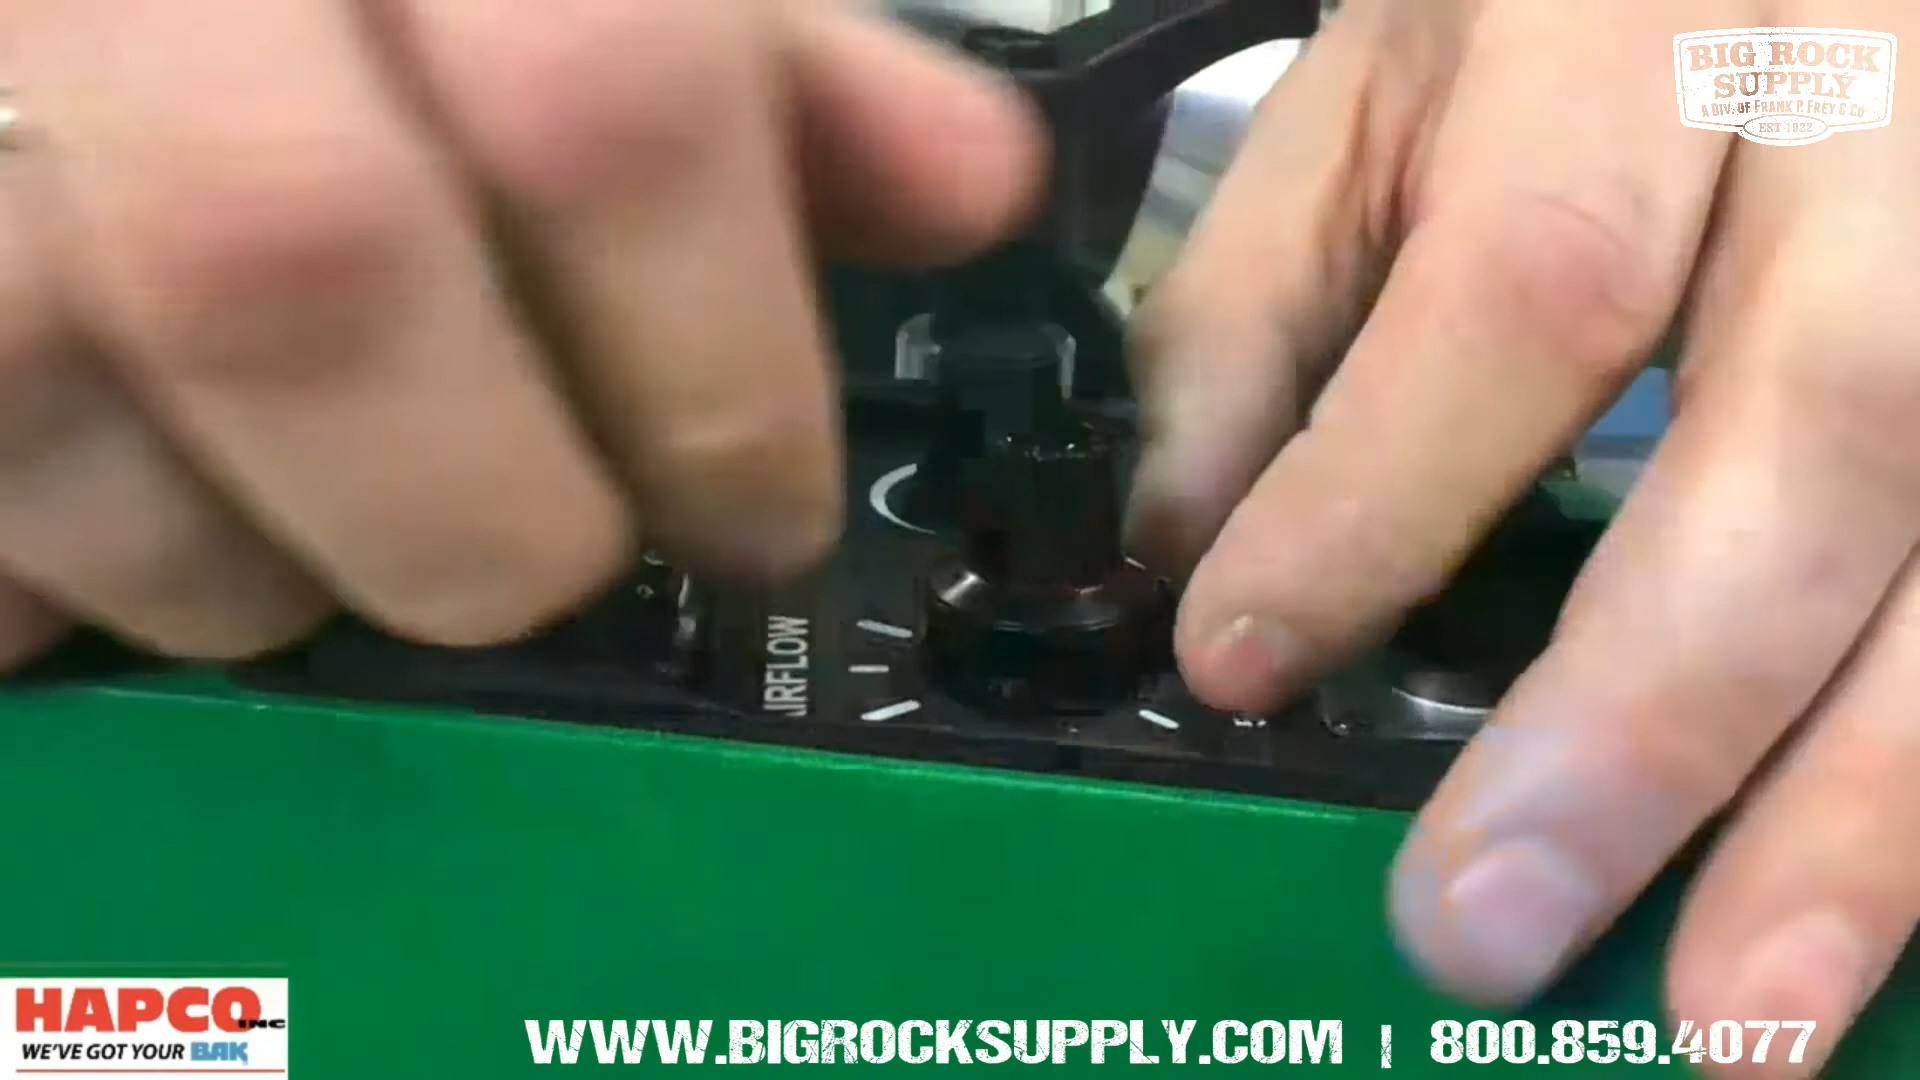 BIG ROCK
SUPPLY
A DIV. OF FRANK P. FREY & CO
EST 1922
AIRFLOW
HAPCO INC
WE'VE GOT YOUR BAK
WWW.BIGROCKSUPPLY.COM | 800.859.4077